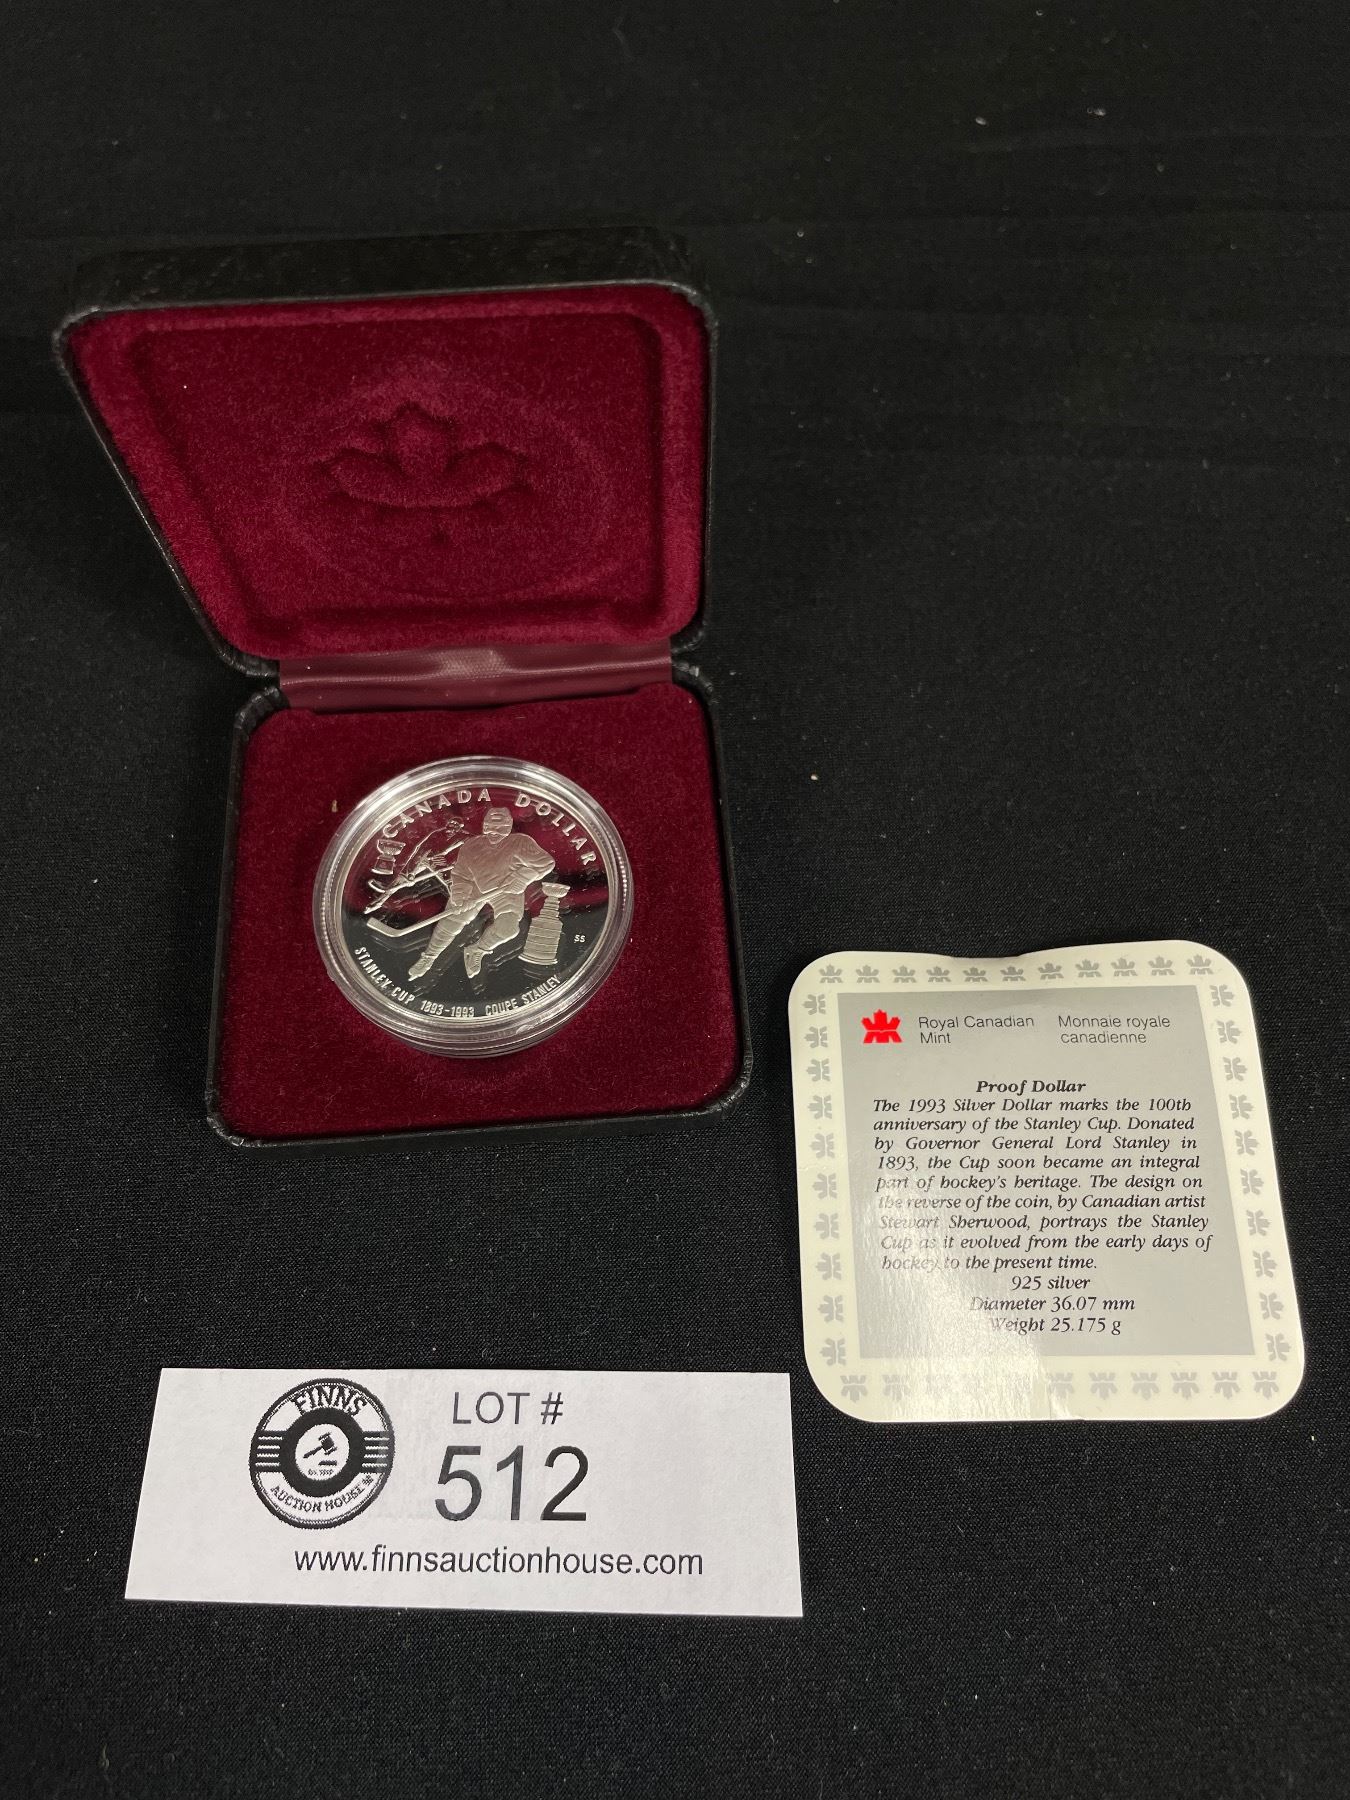 CANADA DOLLAR
SS
STANLEY CUP 1893-1993 COUPE STANLEY
Royal Canadian Mint
Monnaie royale canadienne
Proof Dollar
The 1993 Silver Dollar marks the 100th
anniversary of the Stanley Cup. Donated
by Governor General Lord Stanley in
1893, the Cup soon became an integral
part of hockey's heritage. The design on
the reverse of the coin, by Canadian artist
Stewart Sherwood, portrays the Stanley
Cup as it evolved from the early days of
hockey to the present time.
925 silver
Diameter 36.07 mm
Weight 25.175 g
FINNS
AUCTION HOUSE
LOT #
512
www.finnsauctionhouse.com